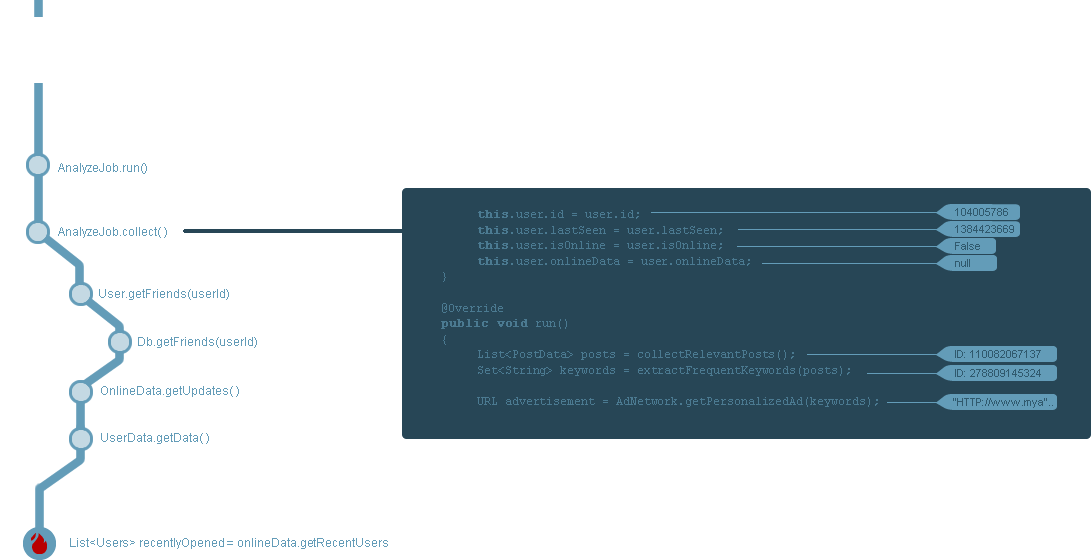 AnalyzeJob.run()
AnalyzeJob.collect( )
User.getFriends(userId)
Db.getFriends(userId)
OnlineData.getUpdates( )
UserData.getData( )
List<Users> recentlyOpened = onlineData.getRecentUsers
this.user.id = user.id; 104005786
this.user.lastSeen = user.lastSeen; 1384423669
this.user.isOnline = user.isOnline; False
this.user.onlineData = user.onlineData; null
}
@Override
public void run()
{
List<PostData> posts = collectRelevantPosts(); ID: 110082067137
Set<String> keywords = extractFrequentKeywords(posts); ID: 278809145324
URL advertisement = AdNetwork.getPersonalizedAd(keywords); "HTTP://www.mya"..